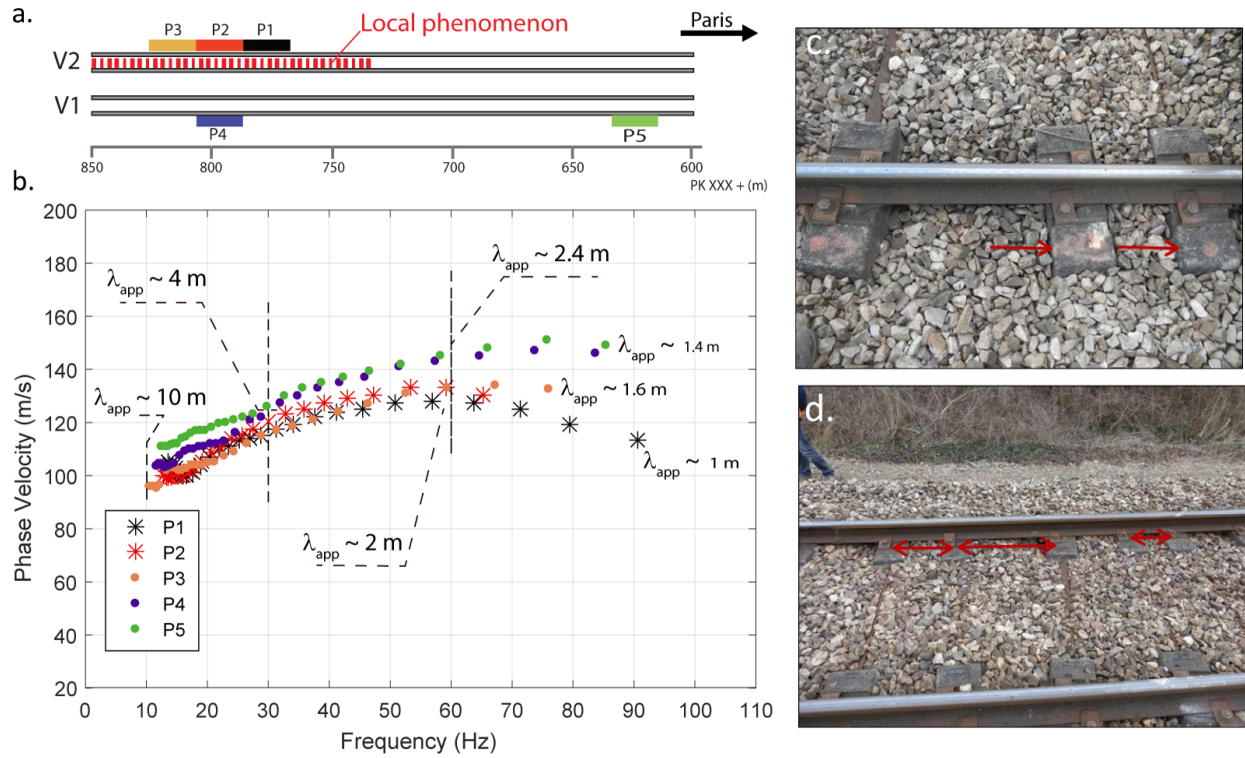 a.
P3 P2 P1
Local phenomenon
Paris
V2
V1
P4
P5
850 800 750 700 650 600
PK XXX + (m)
b.
200
180
160
140
120
100
80
60
40
20
Phase Velocity (m/s)
λapp ~ 4 m
λapp ~ 2.4 m
λapp ~ 10 m
λapp ~ 1.4 m
λapp ~ 1.6 m
λapp ~ 1 m
λapp ~ 2 m
P1
P2
P3
P4
P5
0 10 20 30 40 50 60 70 80 90 100 110
Frequency (Hz)
c.
d.